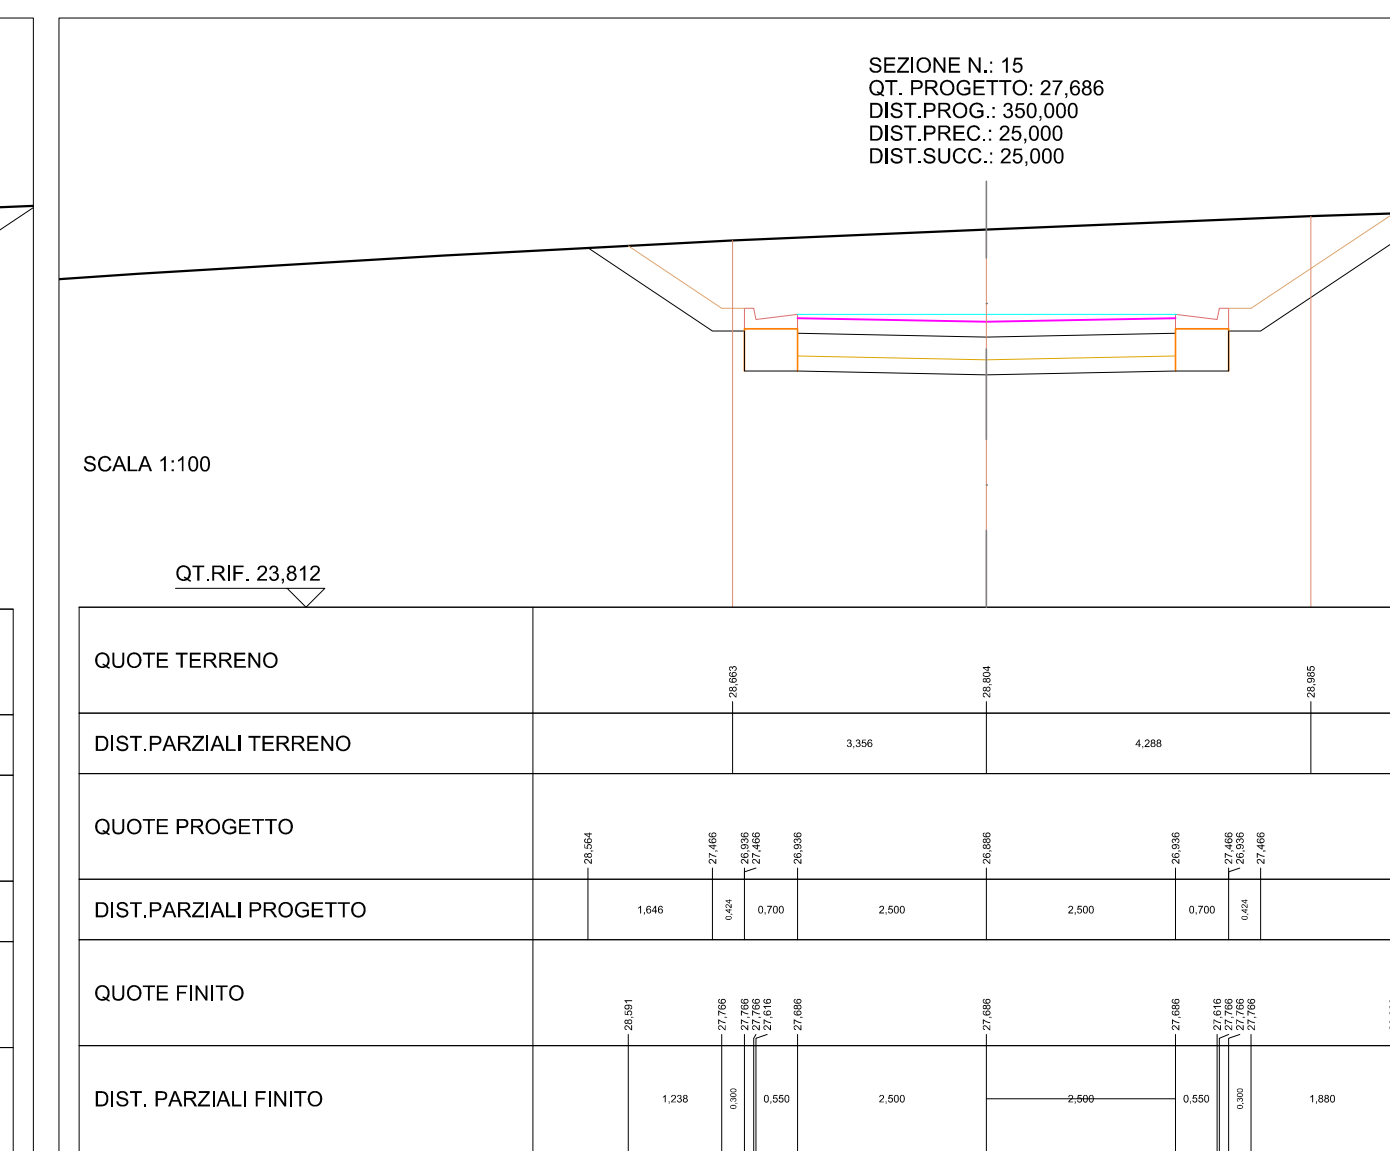 SEZIONE N.: 15
QT. PROGETTO: 27,686
DIST.PROG.: 350,000
DIST.PREC.: 25,000
DIST.SUCC.: 25,000
SCALA 1:100
QT.RIF. 23,812
QUOTE TERRENO
28,663 28,804 28,985
DIST.PARZIALI TERRENO
3,356 4,288
QUOTE PROGETTO
28,564 27,466 26,936 27,466 26,936 26,886 26,936 27,466 26,936 27,466
DIST.PARZIALI PROGETTO
1,646 0,424 0,700 2,500 2,500 0,700 0,424
QUOTE FINITO
28,591 27,766 27,766 27,766 27,616 27,686 27,686 27,686 27,616 27,766 27,766 27,766
DIST. PARZIALI FINITO
1,238 0,300 0,550 2,500 2,500 0,550 0,300 1,880